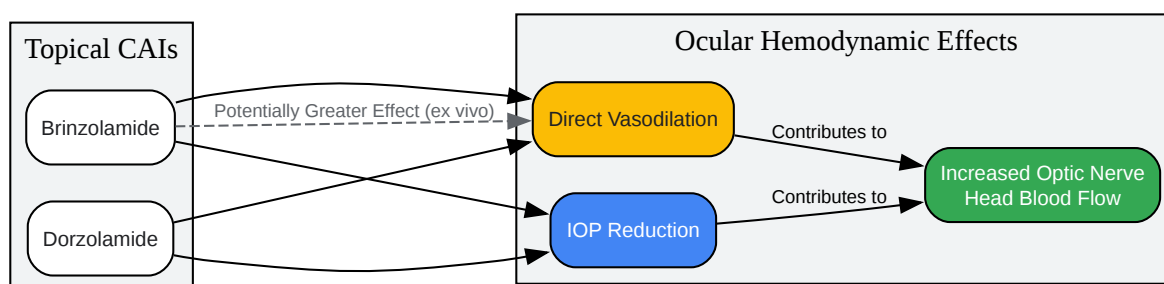 Topical CAIs
Brinzolamide
Dorzolamide
Potentially Greater Effect (ex vivo)
Ocular Hemodynamic Effects
Direct Vasodilation
IOP Reduction
Contributes to
Contributes to
Increased Optic Nerve
Head Blood Flow